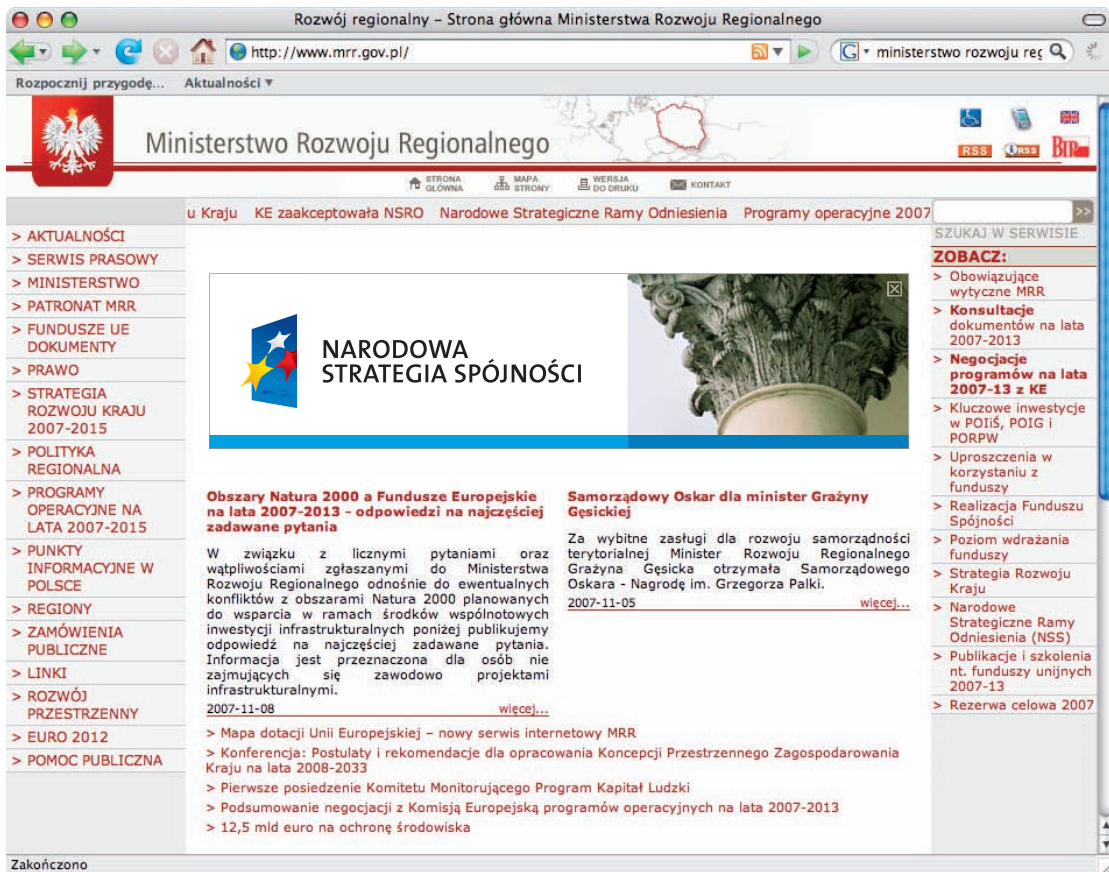 Rozwój regionalny – Strona główna Ministerstwa Rozwoju Regionalnego
http://www.mrr.gov.pl/
G
ministerstwo rozwoju reg
Rozpocznij przygodę...
Aktualności
Ministerstwo Rozwoju Regionalnego
RSS
RSS
BIP
STRONA
GŁÓWNA
MAPA
STRONY
WERSJA
DO DRUKU
KONTAKT
u Kraju KE zaakceptowała NSRO Narodowe Strategiczne Ramy Odniesienia Programy operacyjne 2007
>>
SZUKAJ W SERWISIE
> AKTUALNOŚCI
> SERWIS PRASOWY
> MINISTERSTWO
> PATRONAT MRR
> FUNDUSZE UE
DOKUMENTY
> PRAWO
> STRATEGIA
ROZWOJU KRAJU
2007-2015
> POLITYKA
REGIONALNA
> PROGRAMY
OPERACYJNE NA
LATA 2007-2015
> PUNKTY
INFORMACYJNE W
POLSCE
> REGIONY
> ZAMÓWIENIA
PUBLICZNE
> LINKI
> ROZWÓJ
PRZESTRZENNY
> EURO 2012
> POMOC PUBLICZNA
NARODOWA
STRATEGIA SPÓJNOŚCI
Obszary Natura 2000 a Fundusze Europejskie
na lata 2007-2013 - odpowiedzi na najczęściej
zadawane pytania
W związku z licznymi pytaniami oraz
wątpliwościami zgłaszanymi do Ministerstwa
Rozwoju Regionalnego odnośnie do ewentualnych
konfliktów z obszarami Natura 2000 planowanych
do wsparcia w ramach środków wspólnotowych
inwestycji infrastrukturalnych poniżej publikujemy
odpowiedź na najczęściej zadawane pytania.
Informacja jest przeznaczona dla osób nie
zajmujących się zawodowo projektami
infrastrukturalnymi.
2007-11-08 więcej...
Samorządowy Oskar dla minister Grażyny
Gęsickiej
Za wybitne zasługi dla rozwoju samorządności
terytorialnej Minister Rozwoju Regionalnego
Grażyna Gęsicka otrzymała Samorządowego
Oskara - Nagrodę im. Grzegorza Palki.
2007-11-05 więcej...
> Mapa dotacji Unii Europejskiej – nowy serwis internetowy MRR
> Konferencja: Postulaty i rekomendacje dla opracowania Koncepcji Przestrzennego Zagospodarowania
Kraju na lata 2008-2033
> Pierwsze posiedzenie Komitetu Monitorującego Program Kapitał Ludzki
> Podsumowanie negocjacji z Komisją Europejską programów operacyjnych na lata 2007-2013
> 12,5 mld euro na ochronę środowiska
ZOBACZ:
> Obowiązujące
wytyczne MRR
> Konsultacje
dokumentów na lata
2007-2013
> Negocjacje
programów na lata
2007-13 z KE
> Kluczowe inwestycje
w POIiŚ, POIG i
PORPW
> Uproszczenia w
korzystaniu z
funduszy
> Realizacja Funduszu
Spójności
> Poziom wdrażania
funduszy
> Strategia Rozwoju
Kraju
> Narodowe
Strategiczne Ramy
Odniesienia (NSS)
> Publikacje i szkolenia
nt. funduszy unijnych
2007-13
> Rezerwa celowa 2007
Zakończono